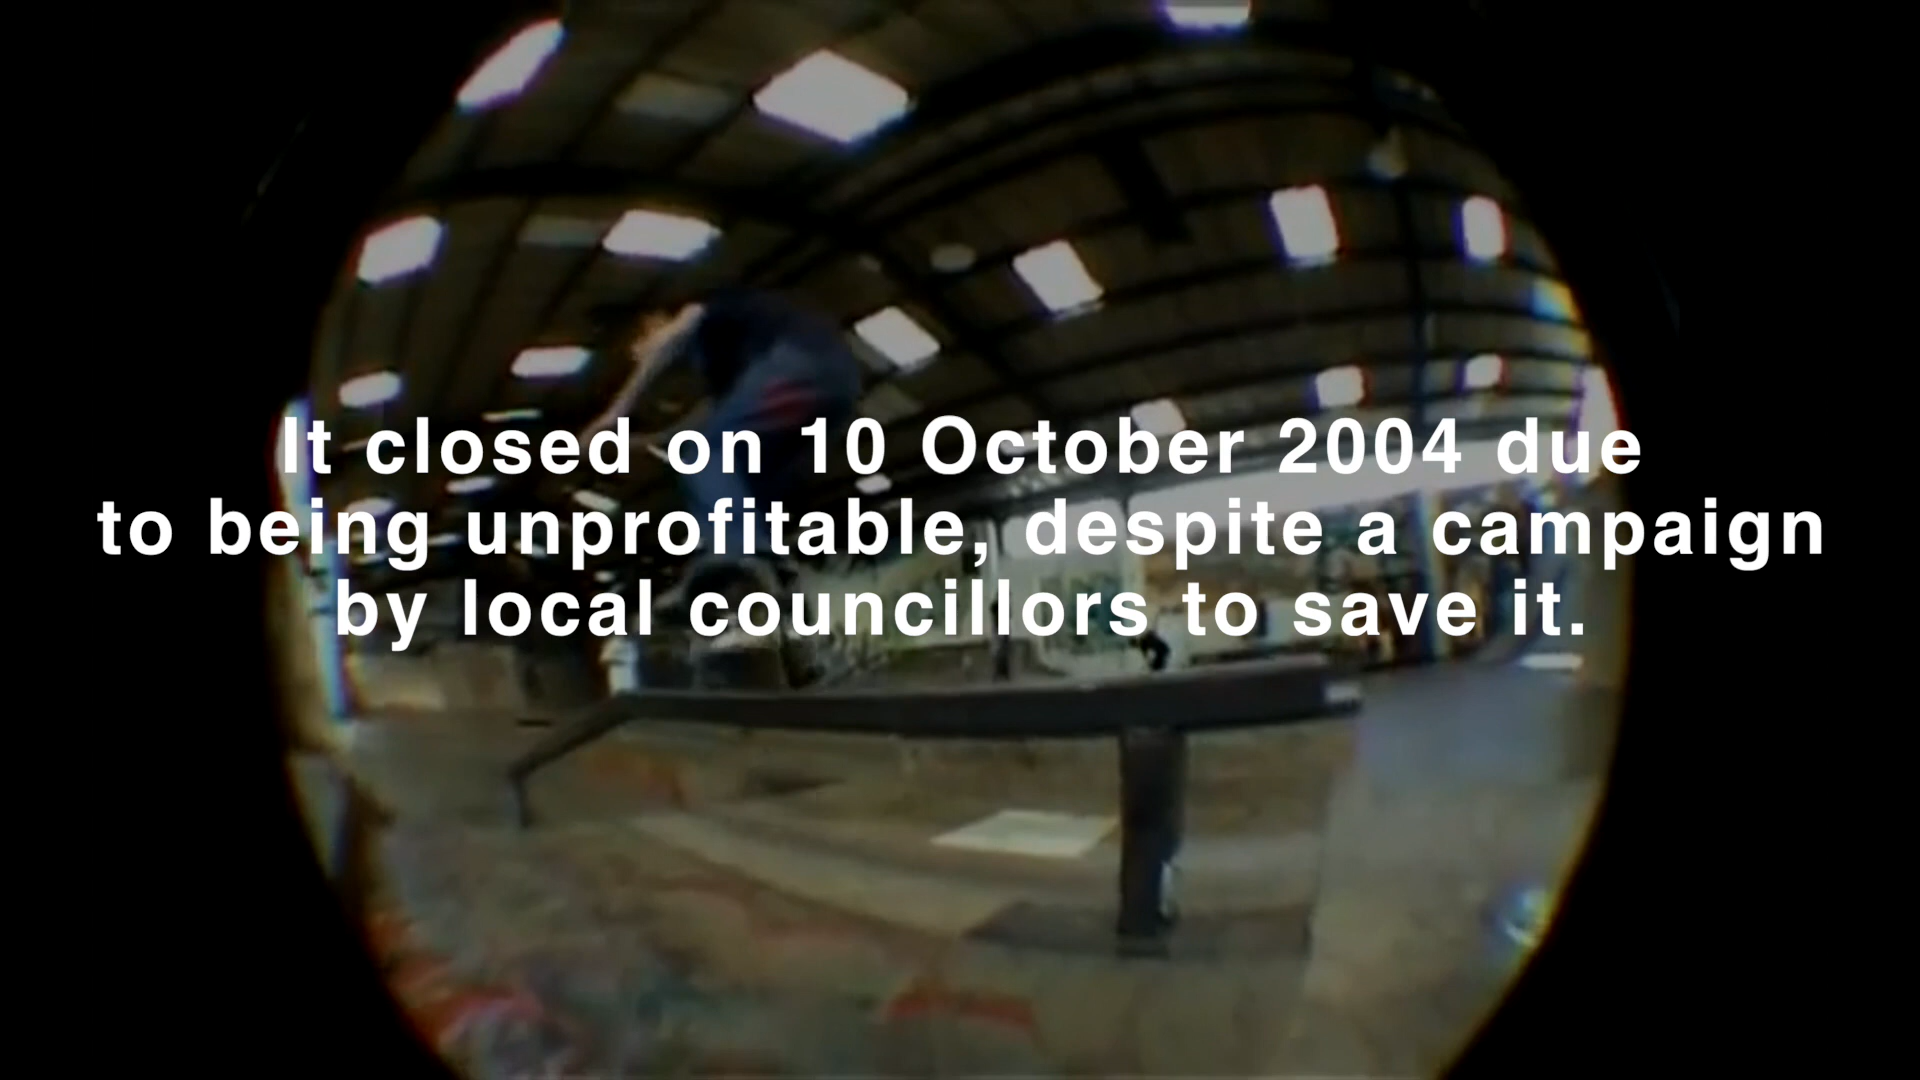 It closed on 10 October 2004 due
to being unprofitable, despite a campaign
by local councillors to save it.